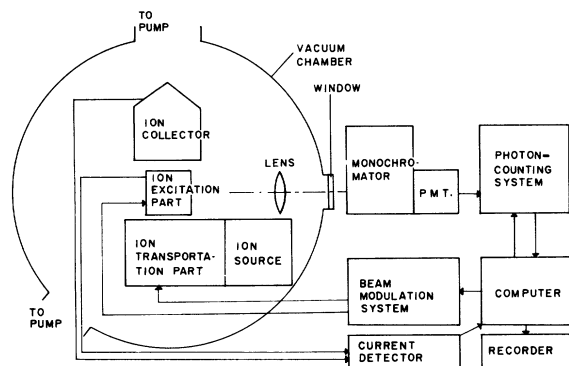 TO
PUMP
VACUUM
CHAMBER
WINDOW
ION
COLLECTOR
LENS
MONOCHRO-
MATOR
PHOTON=
COUNTING
SYSTEM
P.M.T.
ION
EXCITATION
PART
ION
TRANSPORTA-
TION PART
ION
SOURCE
TO
PUMP
BEAM
MODULATION
SYSTEM
COMPUTER
CURRENT
DETECTOR
RECORDER